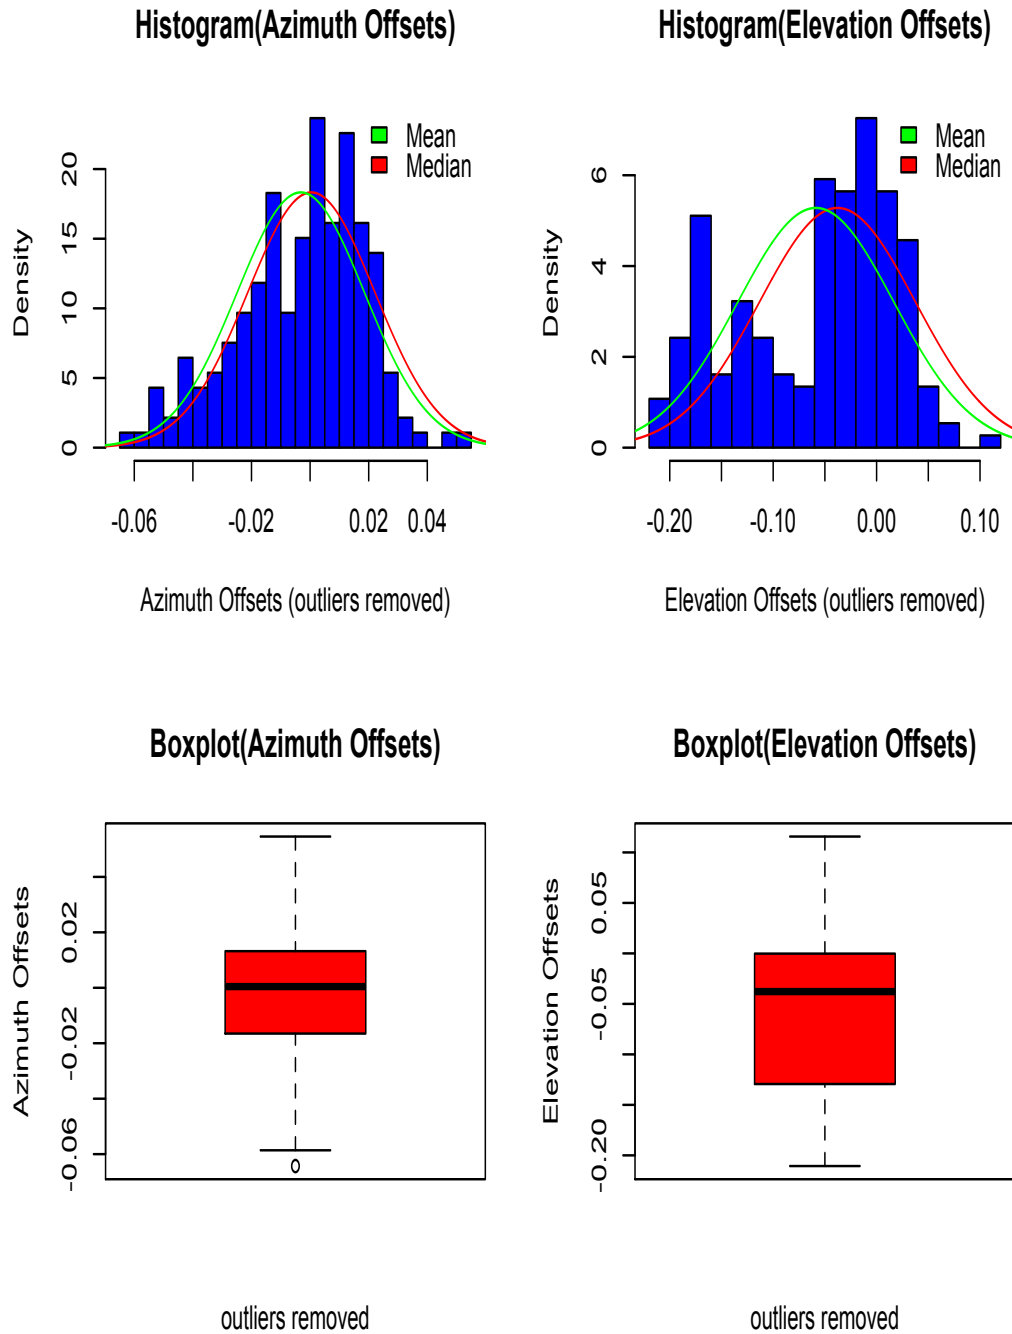 Histogram(Azimuth Offsets)
Mean
Median
Density
0 5 10 15 20
-0.06 -0.02 0.02 0.04
Azimuth Offsets (outliers removed)
Histogram(Elevation Offsets)
Mean
Median
Density
0 2 4 6
-0.20 -0.10 0.00 0.10
Elevation Offsets (outliers removed)
Boxplot(Azimuth Offsets)
Azimuth Offsets
-0.06 -0.02 0.02
outliers removed
Boxplot(Elevation Offsets)
Elevation Offsets
-0.20 -0.05 0.05
outliers removed